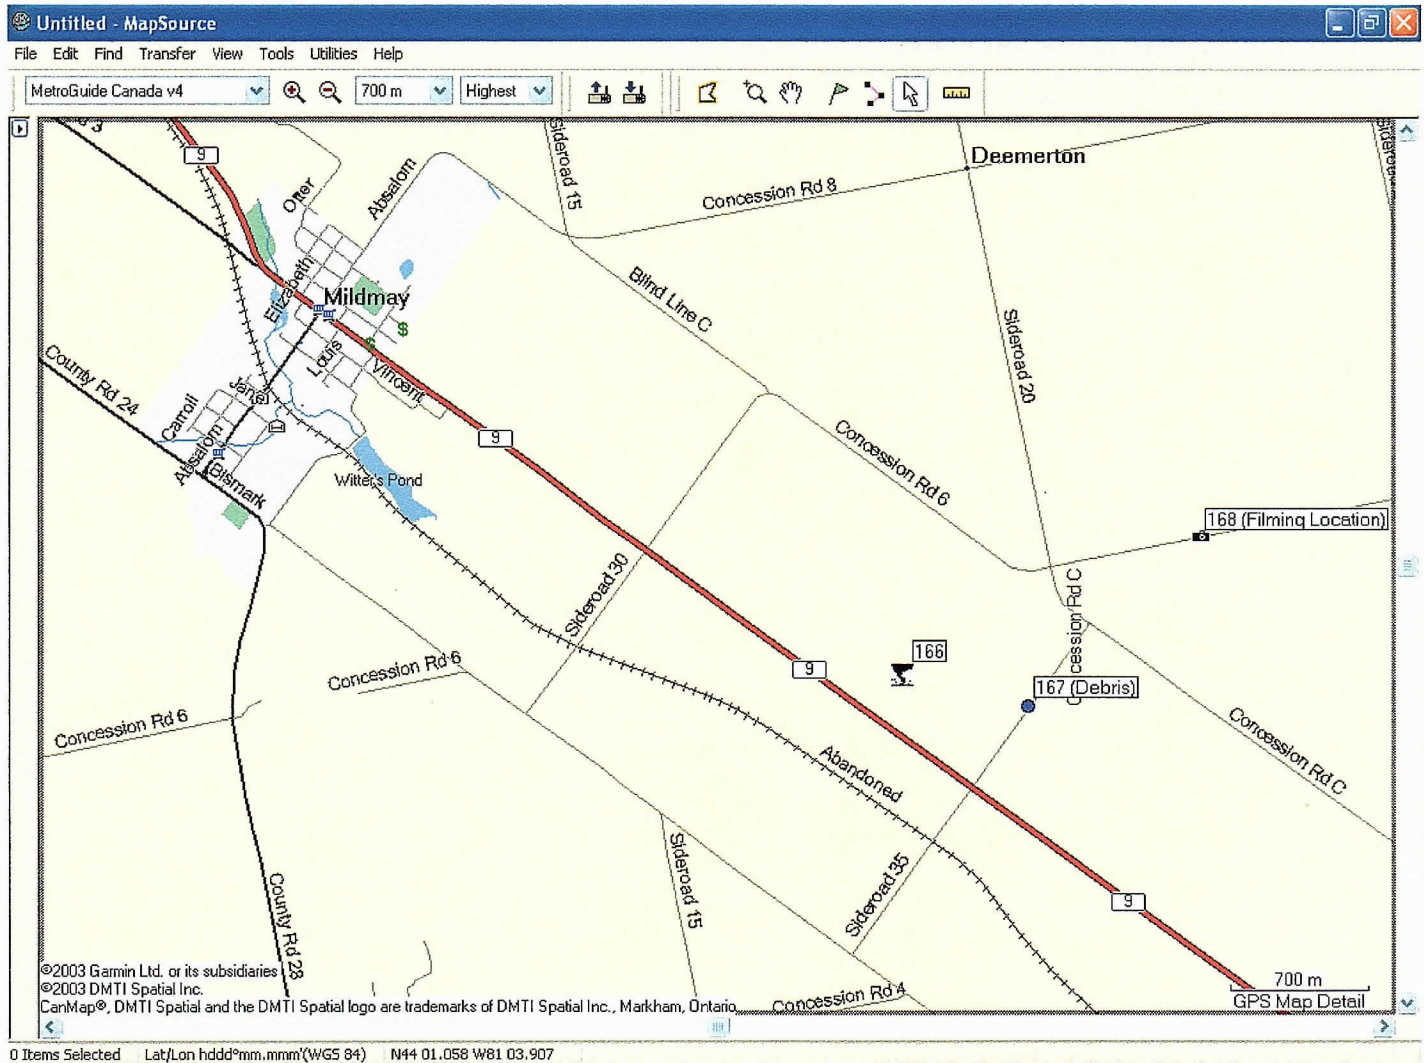 Untitled - MapSource
File Edit Find Transfer View Tools Utilities Help
MetroGuide Canada v4 700 m Highest
9
Otter
Absalom
Sideroad 15
Concession Rd 8
Deemerton
Elizabeth
Mildmay
Blind Line C
Sideroad 20
County Rd 24
Louis
Vincent
Janet
Carroll
Absalom
Bismark
$
$
9
Witter's Pond
Concession Rd 6
168 (Filming Location)
Sideroad 30
cession Rd C
166
9
167 (Debris)
Concession Rd 6
Concession Rd 6
Concession Rd C
Abandoned
Sideroad 15
Sideroad 35
9
County Rd 28
©2003 Garmin Ltd. or its subsidiaries
©2003 DMTI Spatial Inc.
CanMap®, DMTI Spatial and the DMTI Spatial logo are trademarks of DMTI Spatial Inc., Markham, Ontario
Concession Rd 4
700 m
GPS Map Detail
0 Items Selected Lat/Lon hddd°mm.mmm'(WGS 84) N44 01.058 W81 03.907